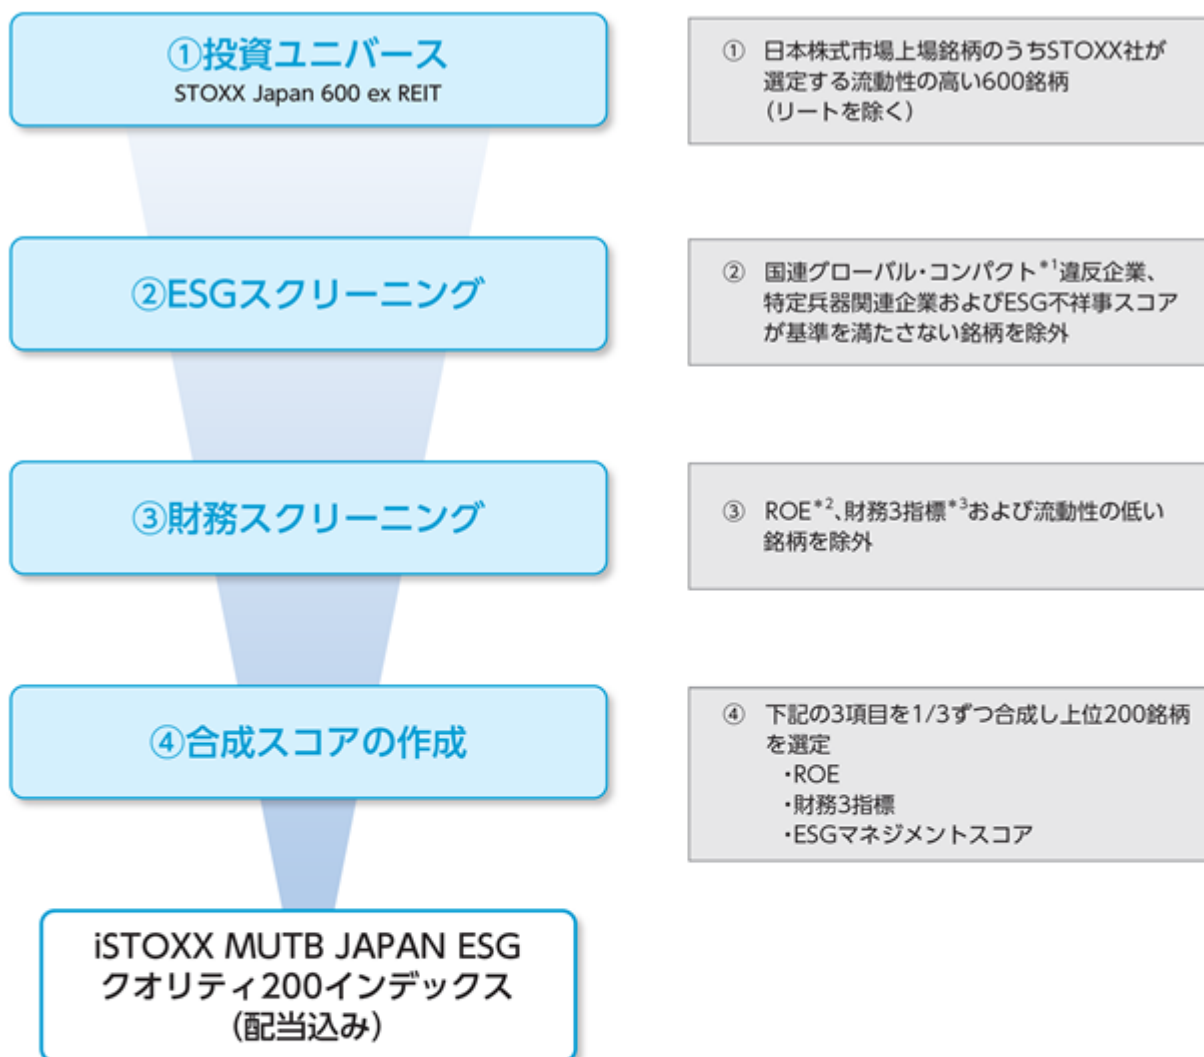 ①投資ユニバース
STOXX Japan 600 ex REIT
① 日本株式市場上場銘柄のうちSTOXX社が
選定する流動性の高い600銘柄
(リートを除く)
②ESGスクリーニング
② 国連グローバル・コンパクト*1違反企業、
特定兵器関連企業およびESG不祥事スコア
が基準を満たさない銘柄を除外
③財務スクリーニング
③ ROE*2、財務3指標*3および流動性の低い
銘柄を除外
④合成スコアの作成
④ 下記の3項目を1/3ずつ合成し上位200銘柄
を選定
・ROE
・財務3指標
・ESGマネジメントスコア
iSTOXX MUTB JAPAN ESG
クオリティ200インデックス
(配当込み)